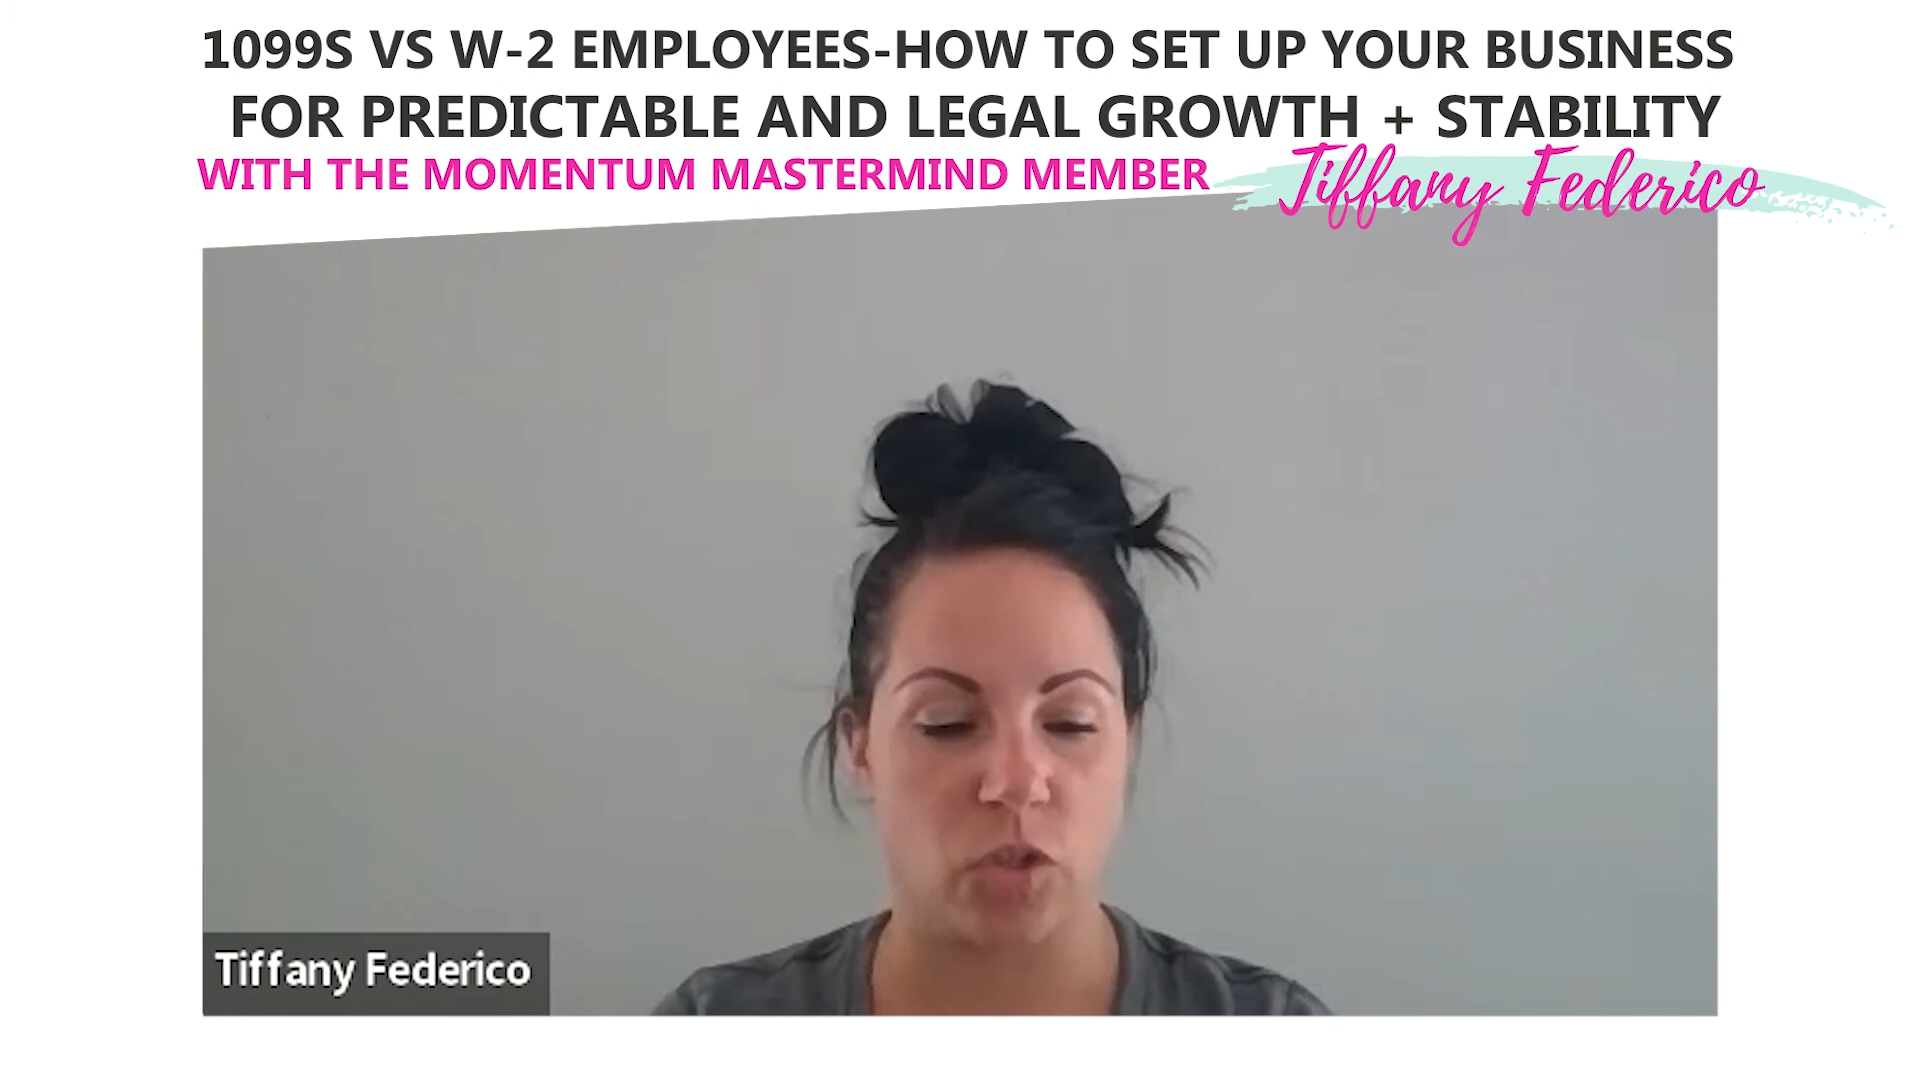 1099S VS W-2 EMPLOYEES-HOW TO SET UP YOUR BUSINESS
FOR PREDICTABLE AND LEGAL GROWTH + STABILITY
WITH THE MOMENTUM MASTERMIND MEMBER Tiffany Federico
Tiffany Federico